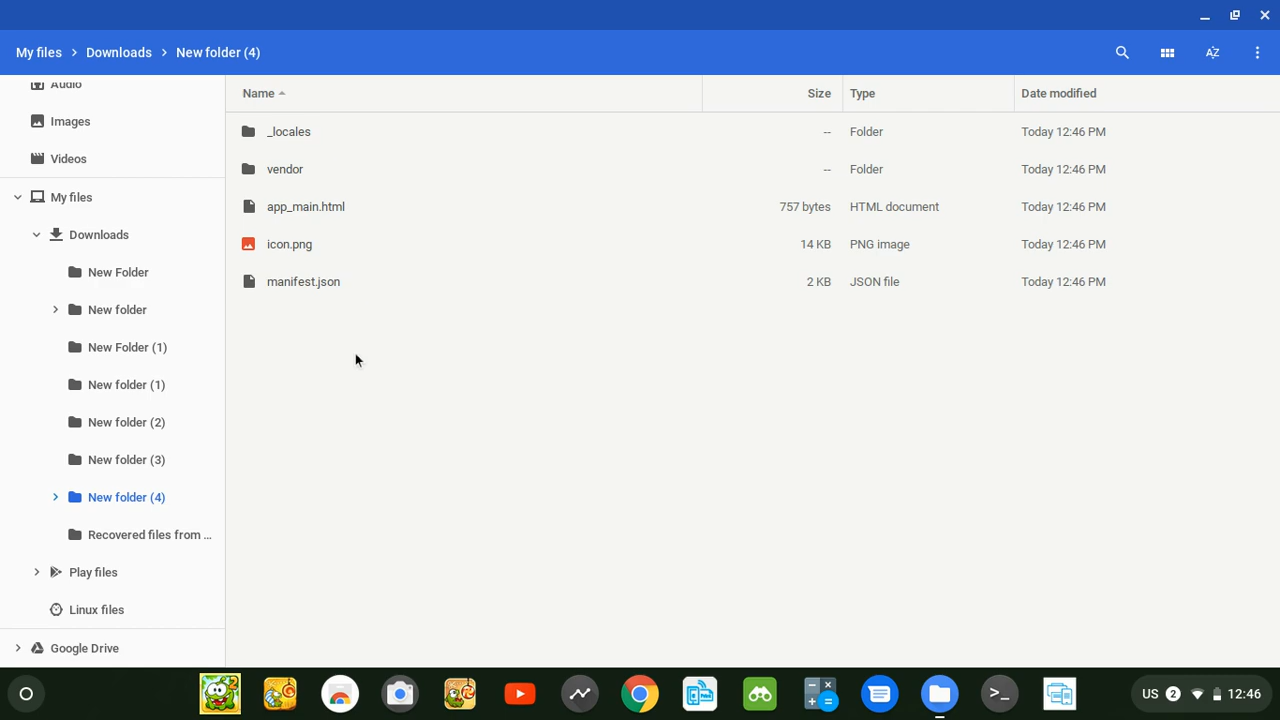 My files > Downloads > New folder (4)
Name Size Type Date modified
_locales -- Folder Today 12:46 PM
vendor -- Folder Today 12:46 PM
app_main.html 757 bytes HTML document Today 12:46 PM
icon.png 14 KB PNG image Today 12:46 PM
manifest.json 2 KB JSON file Today 12:46 PM
Audio
Images
Videos
My files
Downloads
New Folder
New folder
New Folder (1)
New folder (1)
New folder (2)
New folder (3)
New folder (4)
Recovered files from ...
Play files
Linux files
Google Drive
US 2 12:46